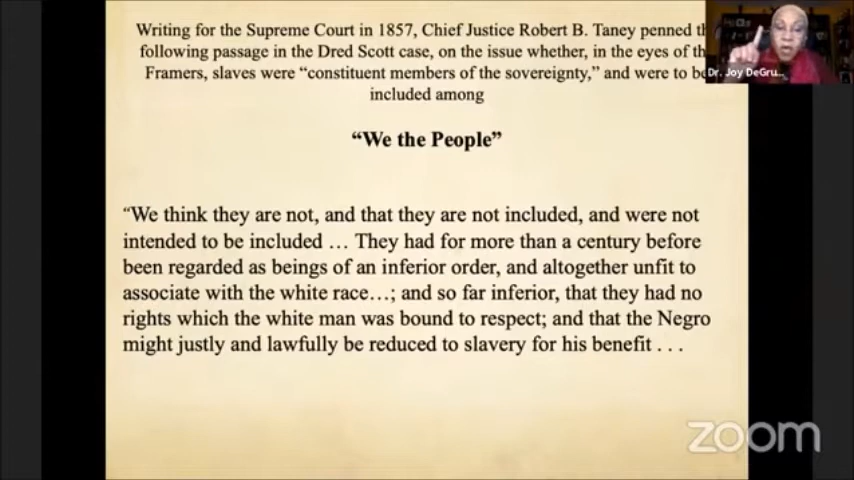 Writing for the Supreme Court in 1857, Chief Justice Robert B. Taney penned
following passage in the Dred Scott case, on the issue whether, in the eyes of
Framers, slaves were “constituent members of the sovereignty,” and were to be
included among
“We the People”
“We think they are not, and that they are not included, and were not
intended to be included … They had for more than a century before
been regarded as beings of an inferior order, and altogether unfit to
associate with the white race…; and so far inferior, that they had no
rights which the white man was bound to respect; and that the Negro
might justly and lawfully be reduced to slavery for his benefit . . .
Dr. Joy DeGru...
zoom